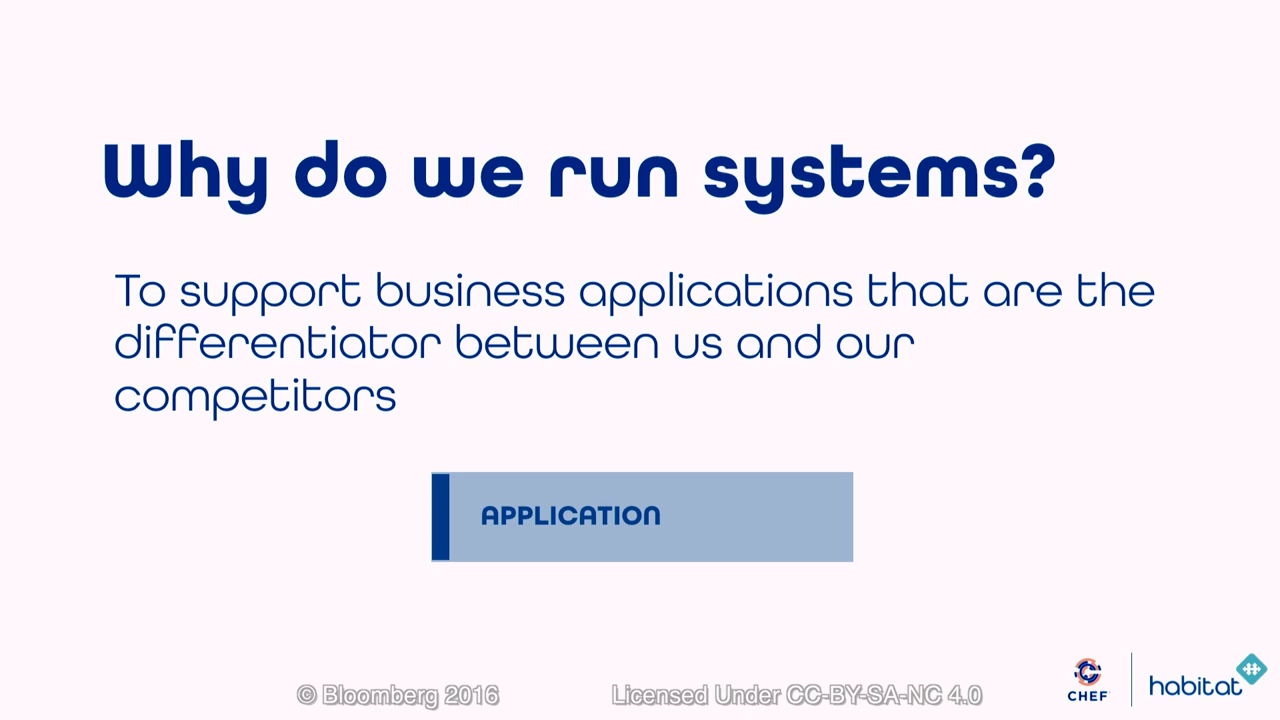 Why do we run systems?
To support business applications that are the
differentiator between us and our
competitors
APPLICATION
CHEF
habitat
© Bloomberg 2016
Licensed Under CC-BY-SA-NC 4.0